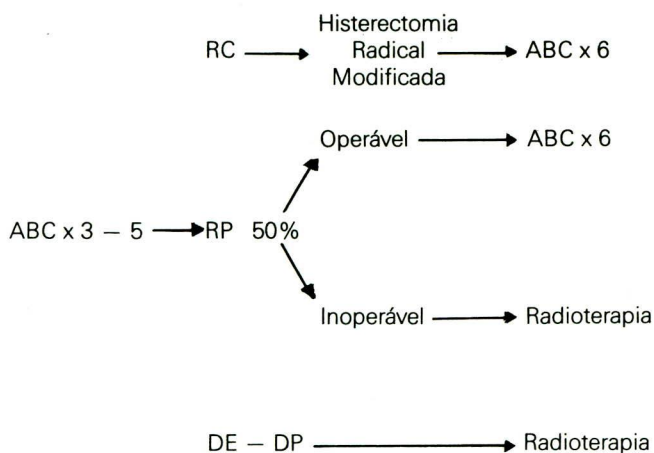 RC
Histerectomia
Radical
Modificada
ABC x 6
Operável
ABC x 6
ABC x 3 – 5
RP 50%
Inoperável
Radioterapia
DE – DP
Radioterapia